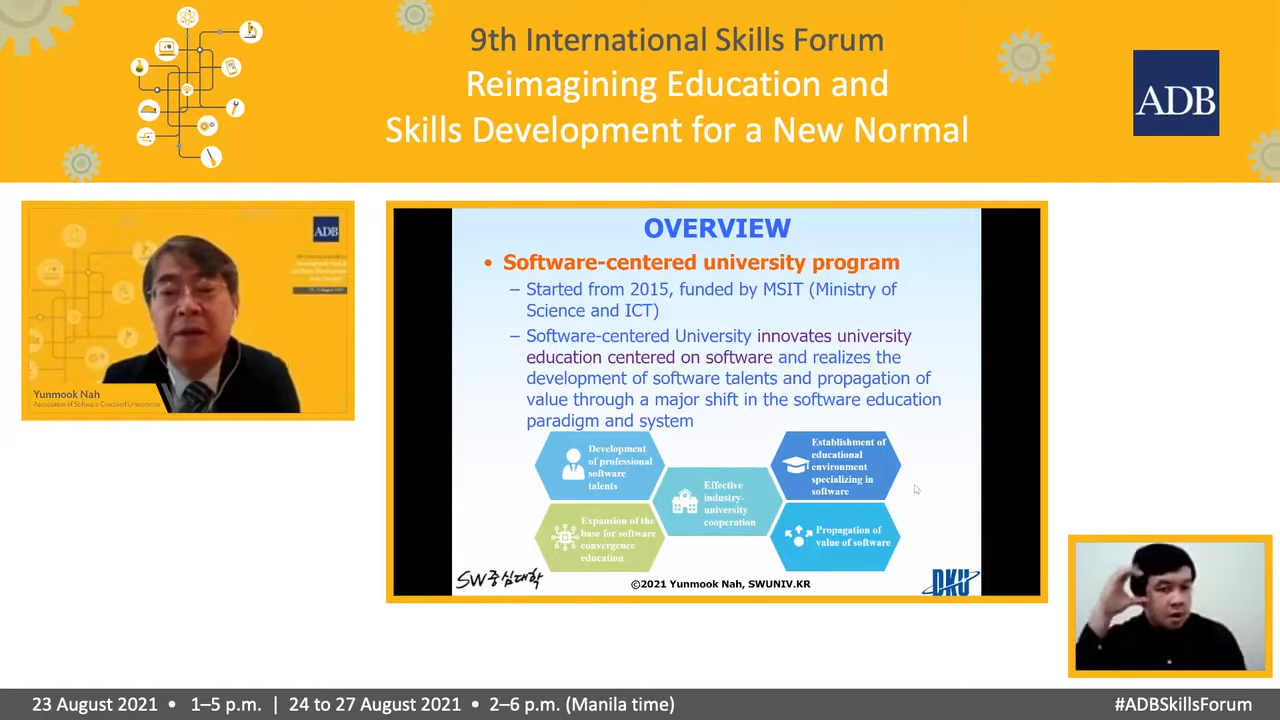 9th International Skills Forum
Reimagining Education and
Skills Development for a New Normal
ADB
ADB
Yunmook Nah
Association of Software Centered Universities
OVERVIEW
• Software-centered university program
– Started from 2015, funded by MSIT (Ministry of
Science and ICT)
– Software-centered University innovates university
education centered on software and realizes the
development of software talents and propagation of
value through a major shift in the software education
paradigm and system
Development
of professional
software
talents
Expansion of the
base for software
convergence
education
Effective
industry-
university
cooperation
Establishment of
educational
environment
specializing in
software
Propagation of
value of software
SW중심대학
©2021 Yunmook Nah, SWUNIV.KR
DKU
23 August 2021 • 1–5 p.m. | 24 to 27 August 2021 • 2–6 p.m. (Manila time)
#ADBSkillsForum